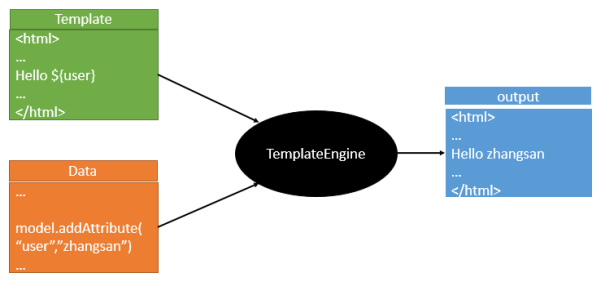 Template
<html>
...
Hello ${user}
...
</html>
Data
...
model.addAttribute(
“user”,”zhangsan”)
...
TemplateEngine
output
<html>
...
Hello zhangsan
...
</html>